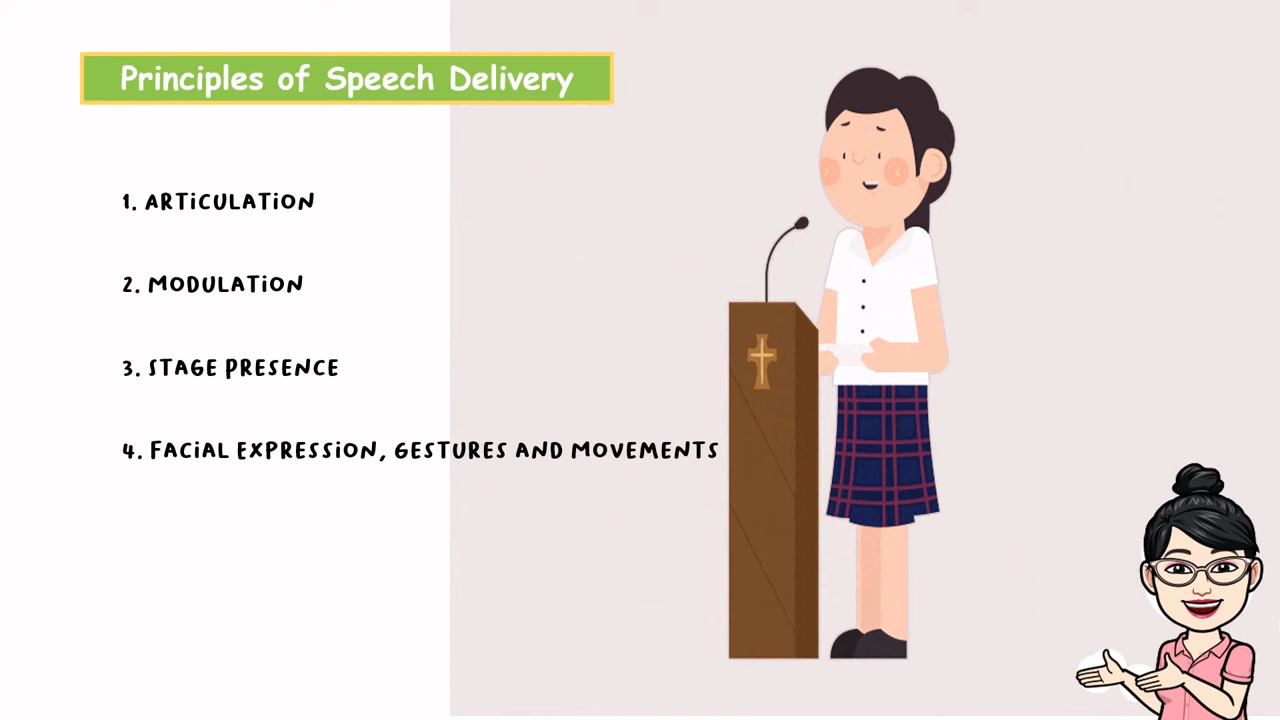 Principles of Speech Delivery
1. ARTICULATION
2. MODULATION
3. STAGE PRESENCE
4. FACIAL EXPRESSION, GESTURES AND MOVEMENTS